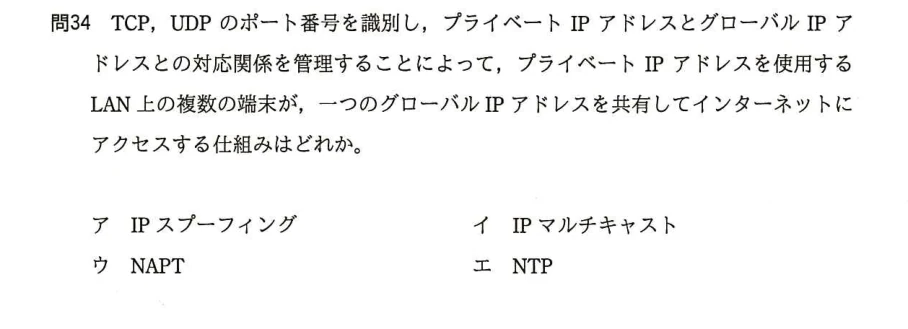 問34 TCP，UDP のポート番号を識別し，プライベート IP アドレスとグローバル IP ア
ドレスとの対応関係を管理することによって，プライベート IP アドレスを使用する
LAN 上の複数の端末が，一つのグローバル IP アドレスを共有してインターネットに
アクセスする仕組みはどれか。
ア IP スプーフィング イ IP マルチキャスト
ウ NAPT エ NTP